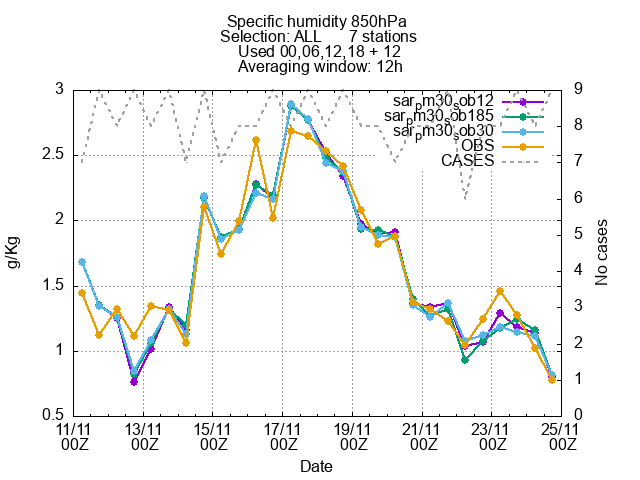 Specific humidity 850hPa
Selection: ALL 7 stations
Used 00,06,12,18 + 12
Averaging window: 12h
sar_pm30_sob12
sar_pm30_sob185
sar_pm30_sob30
OBS
CASES
3
2.5
2
1.5
1
0.5
g/Kg
9
8
7
6
5
4
3
2
1
0
No cases
11/11 13/11 15/11 17/11 19/11 21/11 23/11 25/11
00Z 00Z 00Z 00Z 00Z 00Z 00Z 00Z
Date